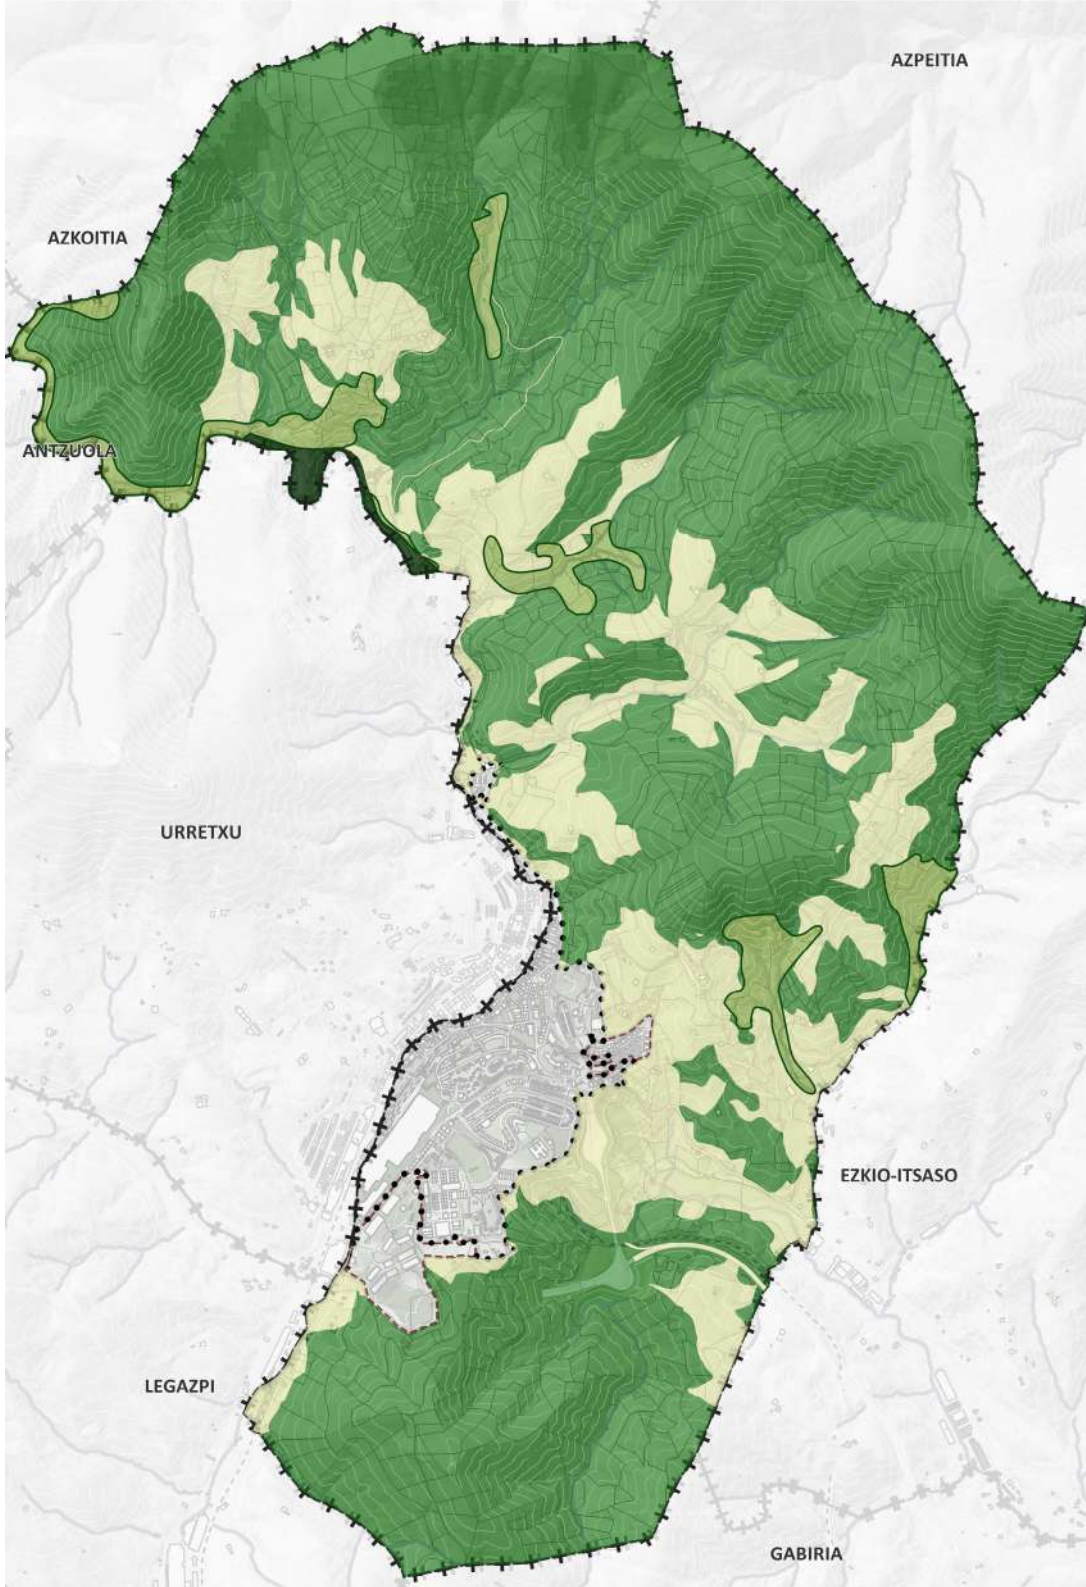 AZPEITIA
AZKOITIA
ANTZUOLA
URRETXU
EZKIO-ITSASO
LEGAZPI
GABIRIA